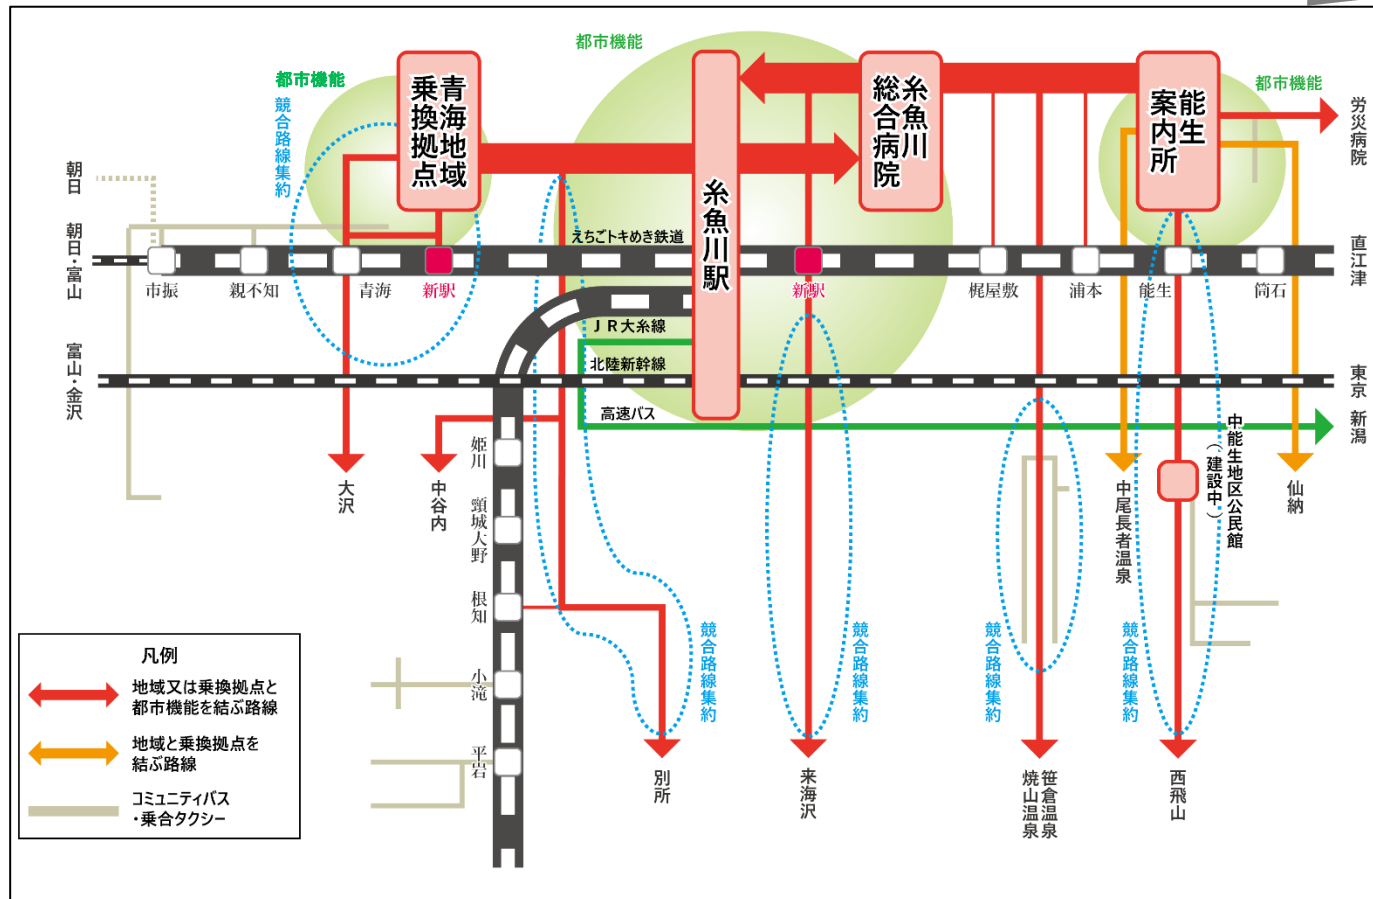 都市機能
都市機能
都市機能
競合路線集約
青海地域
乗換拠点
糸魚川駅
糸魚川
総合病院
能生
案内所
労災病院
朝日
朝日・富山
富山・金沢
えちごトキめき鉄道
直江津
市振
親不知
青海
新駅
新駅
梶屋敷
浦本
能生
筒石
ＪＲ大糸線
北陸新幹線
東京
高速バス
新潟
姫川
頸城大野
根知
小滝
平岩
大沢
中谷内
中尾長者温泉
中能生地区公民館
（建設中）
仙納
競合路線集約
競合路線集約
競合路線集約
競合路線集約
別所
来海沢
笹倉温泉
焼山温泉
西飛山
凡例
地域又は乗換拠点と
都市機能を結ぶ路線
地域と乗換拠点を
結ぶ路線
コミュニティバス
・乗合タクシー